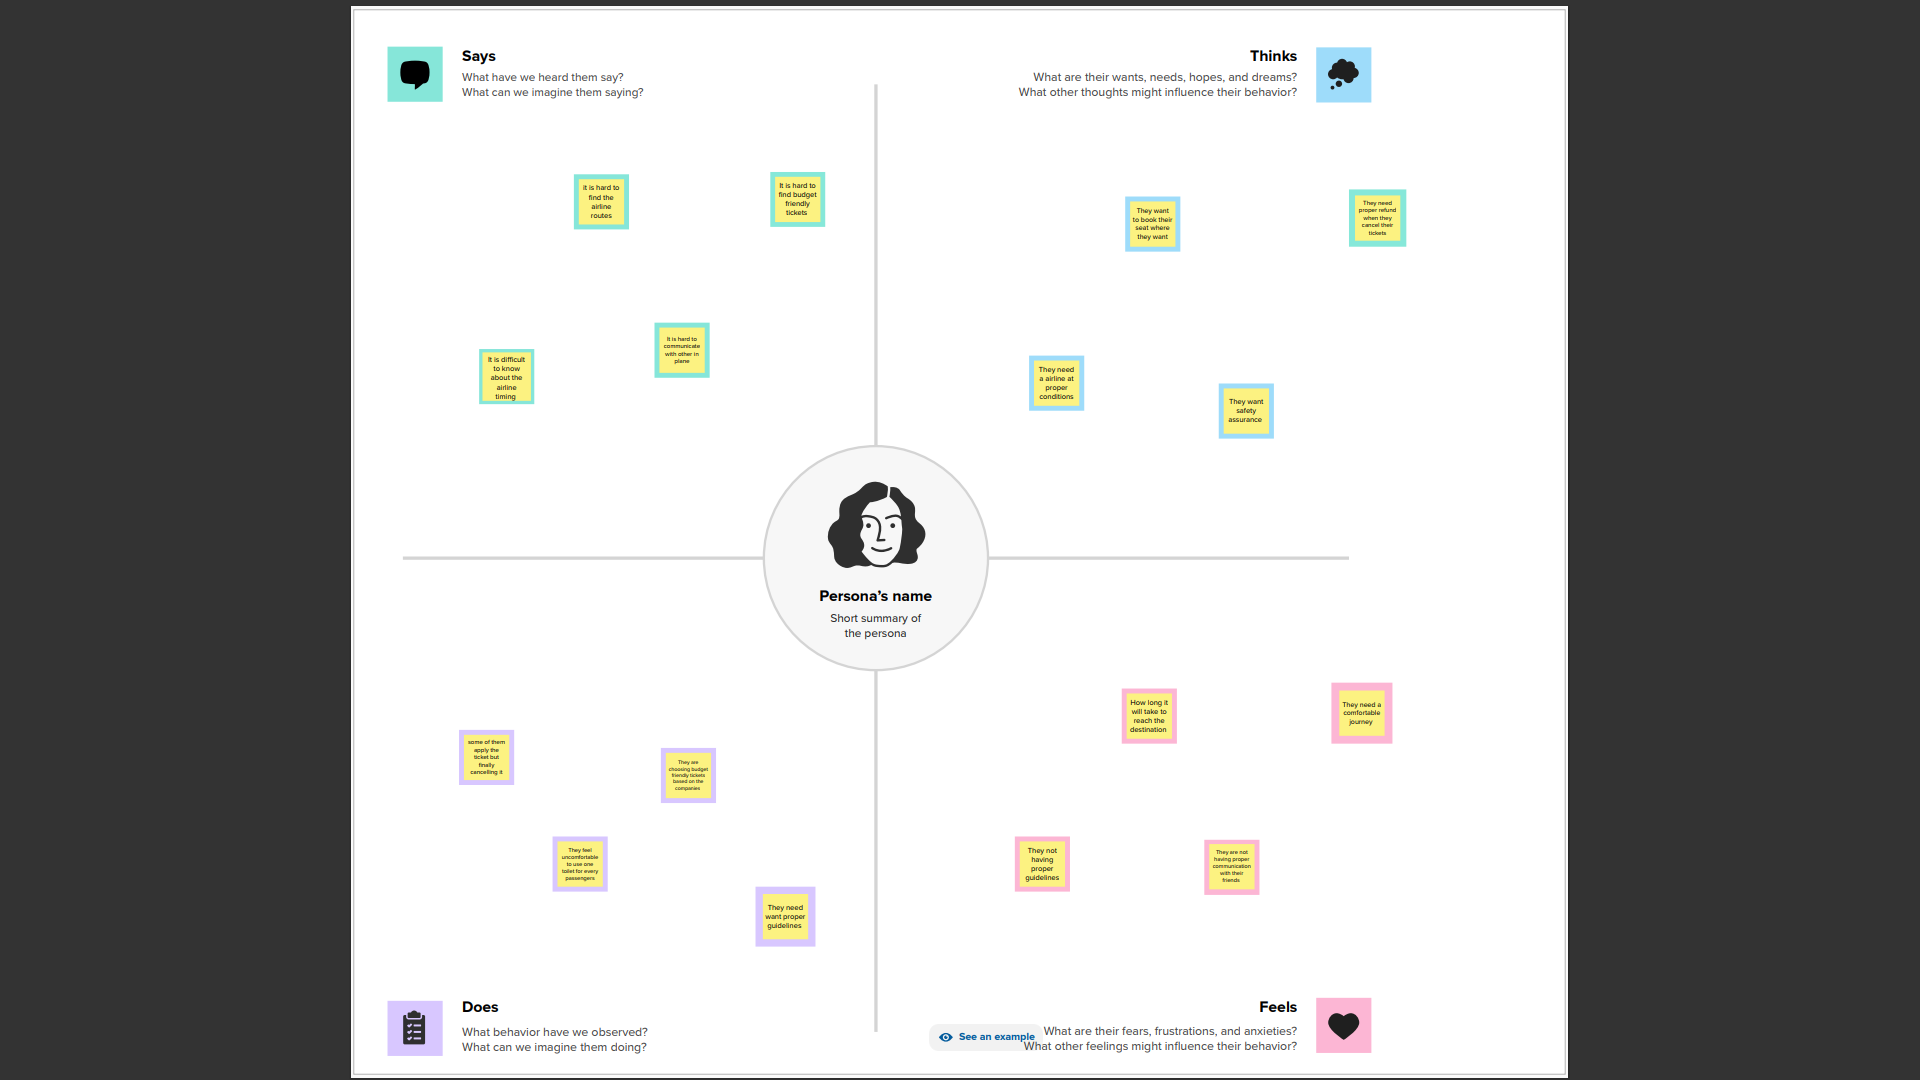 Says
What have we heard them say?
What can we imagine them saying?
Thinks
What are their wants, needs, hopes, and dreams?
What other thoughts might influence their behavior?
it is hard to
find the
airline
routes
It is hard to
find budget
friendly
tickets
It is difficult
to know
about the
airline
timing
It is hard to
communicate
with other in
plane
They want
to book their
seat where
they want
They need
proper refund
when they
cancel their
tickets
They need
a airline at
proper
conditions
They want
safety
assurance
Persona's name
Short summary of
the persona
some of them
apply the
ticket but
finally
cancelling it
They are
choosing budget
friendly tickets
based on the
companies
They feel
uncomfortable
to use one
toilet for every
passengers
They need
want proper
guidelines
How long it
will take to
reach the
destination
They need a
comfortable
journey
They not
having
proper
guidelines
They are not
having proper
communication
with their
friends
Does
What behavior have we observed?
What can we imagine them doing?
See an example
Feels
What are their fears, frustrations, and anxieties?
What other feelings might influence their behavior?